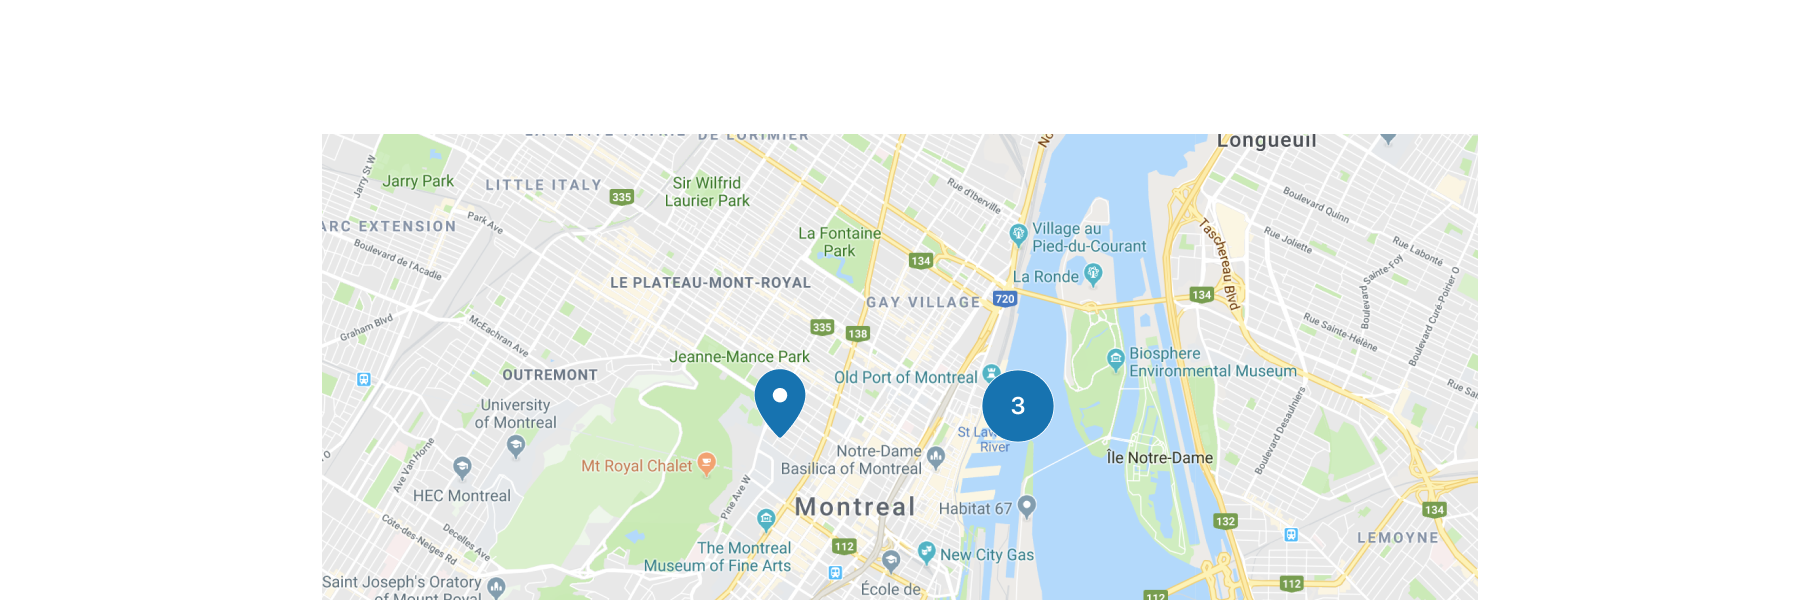 DE LORIMIER
Longueuil
Jarry St W
Jarry Park
LITTLE ITALY
335
Sir Wilfrid
Laurier Park
Rue d'Iberville
Boulevard Quinn
ARC EXTENSION
Park Ave
La Fontaine
Park
Village au
Pied-du-Courant
Taschereau Blvd
Rue Joliette
Rue Labonté
Boulevard de l'Acadie
134
La Ronde
Boulevard
Sainte-Foy
Boulevard Curé-Poirier O
LE PLATEAU-MONT-ROYAL
GAY VILLAGE
720
134
Graham Blvd
McEachran Ave
335
138
Rue Sainte-Hélène
Jeanne-Mance Park
Biosphere
Environmental Museum
OUTREMONT
Old Port of Montreal
3
University
of Montreal
St Law
River
Boulevard Desaulniers
Notre-Dame
Basilica of Montreal
Île Notre-Dame
Ave Van Horne
Mt Royal Chalet
HEC Montreal
Pine Ave W
Montreal
Habitat 67
134
Côte-des-Neiges Rd
Decelles Ave
132
LEMOYNE
The Montreal
Museum of Fine Arts
112
New City Gas
Saint Joseph's Oratory
of Mount Royal
École de
112
112